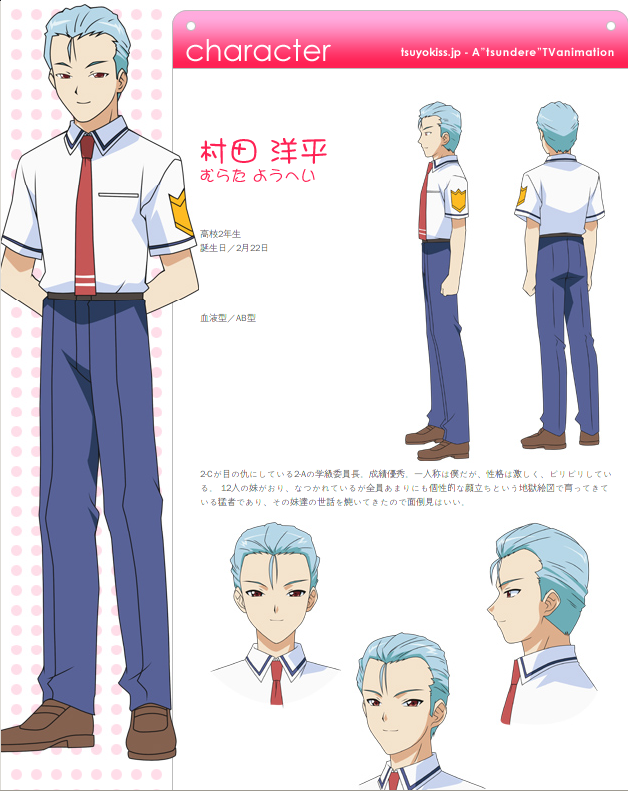 character
tsuyokiss.jp - A"tsundere"TVanimation
村田 洋平
むらた ようへい
高校2年生
誕生日／2月22日
血液型／AB型
2-Cが目の仇にしている2-Aの学級委員長。成績優秀。一人称は僕だが、性格は激しく、ピリピリしてい
る。 12人の妹がおり、なつかれているが全員あまりにも個性的な顔立ちという地獄絵図で育ってきて
いる猛者であり、その妹達の世話を焼いてきたので面倒見はいい。